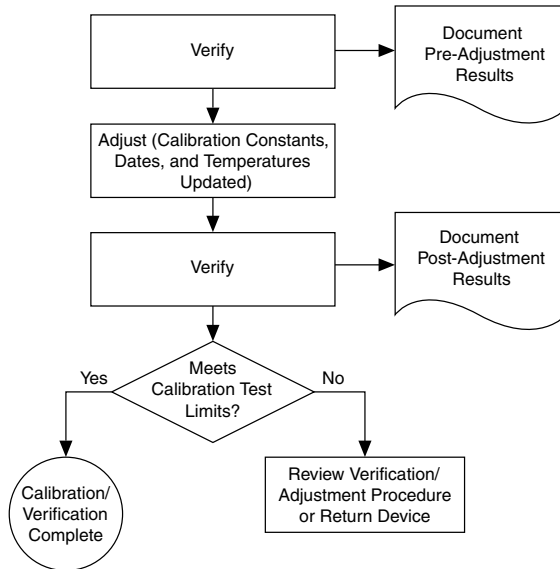 Verify
Document
Pre-Adjustment
Results
Adjust (Calibration Constants,
Dates, and Temperatures
Updated)
Verify
Document
Post-Adjustment
Results
Meets
Calibration Test
Limits?
Yes
No
Calibration/
Verification
Complete
Review Verification/
Adjustment Procedure
or Return Device